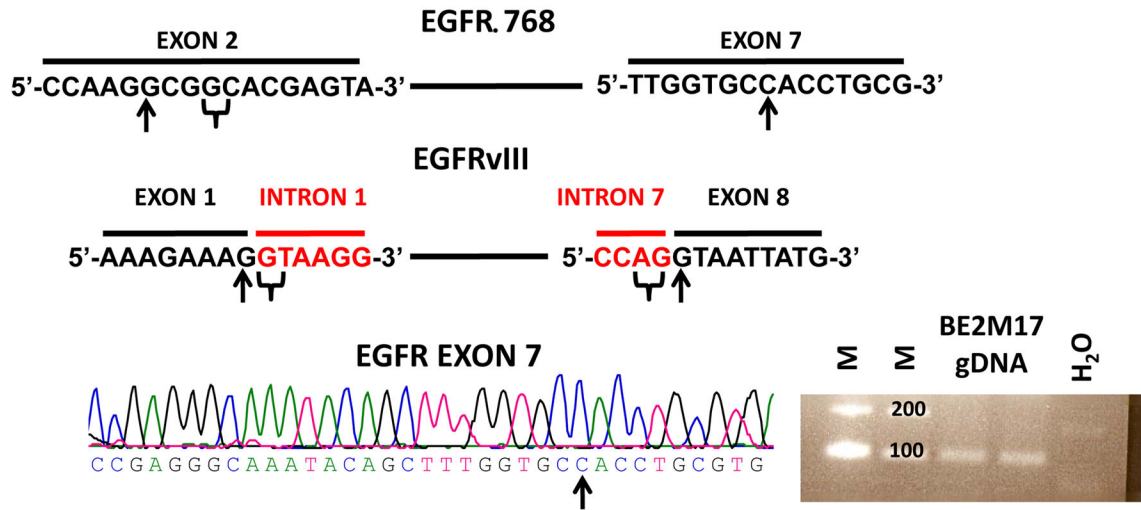 EGFR.768
EXON 2
EXON 7
5’-CCAAGGCGGCACGAGTA-3’
5’-TTGGTGCCACCTGCG-3’
EGFRvIII
EXON 1
INTRON 1
INTRON 7
EXON 8
5’-AAAGAAAGGTAAGG-3’
5’-CCAGGTAATTATG-3’
EGFR EXON 7
CCGAGGGCAAATACAGCTTTGGTGCCACCTGCGTG
M
M
BE2M17
gDNA
H₂O
200
100